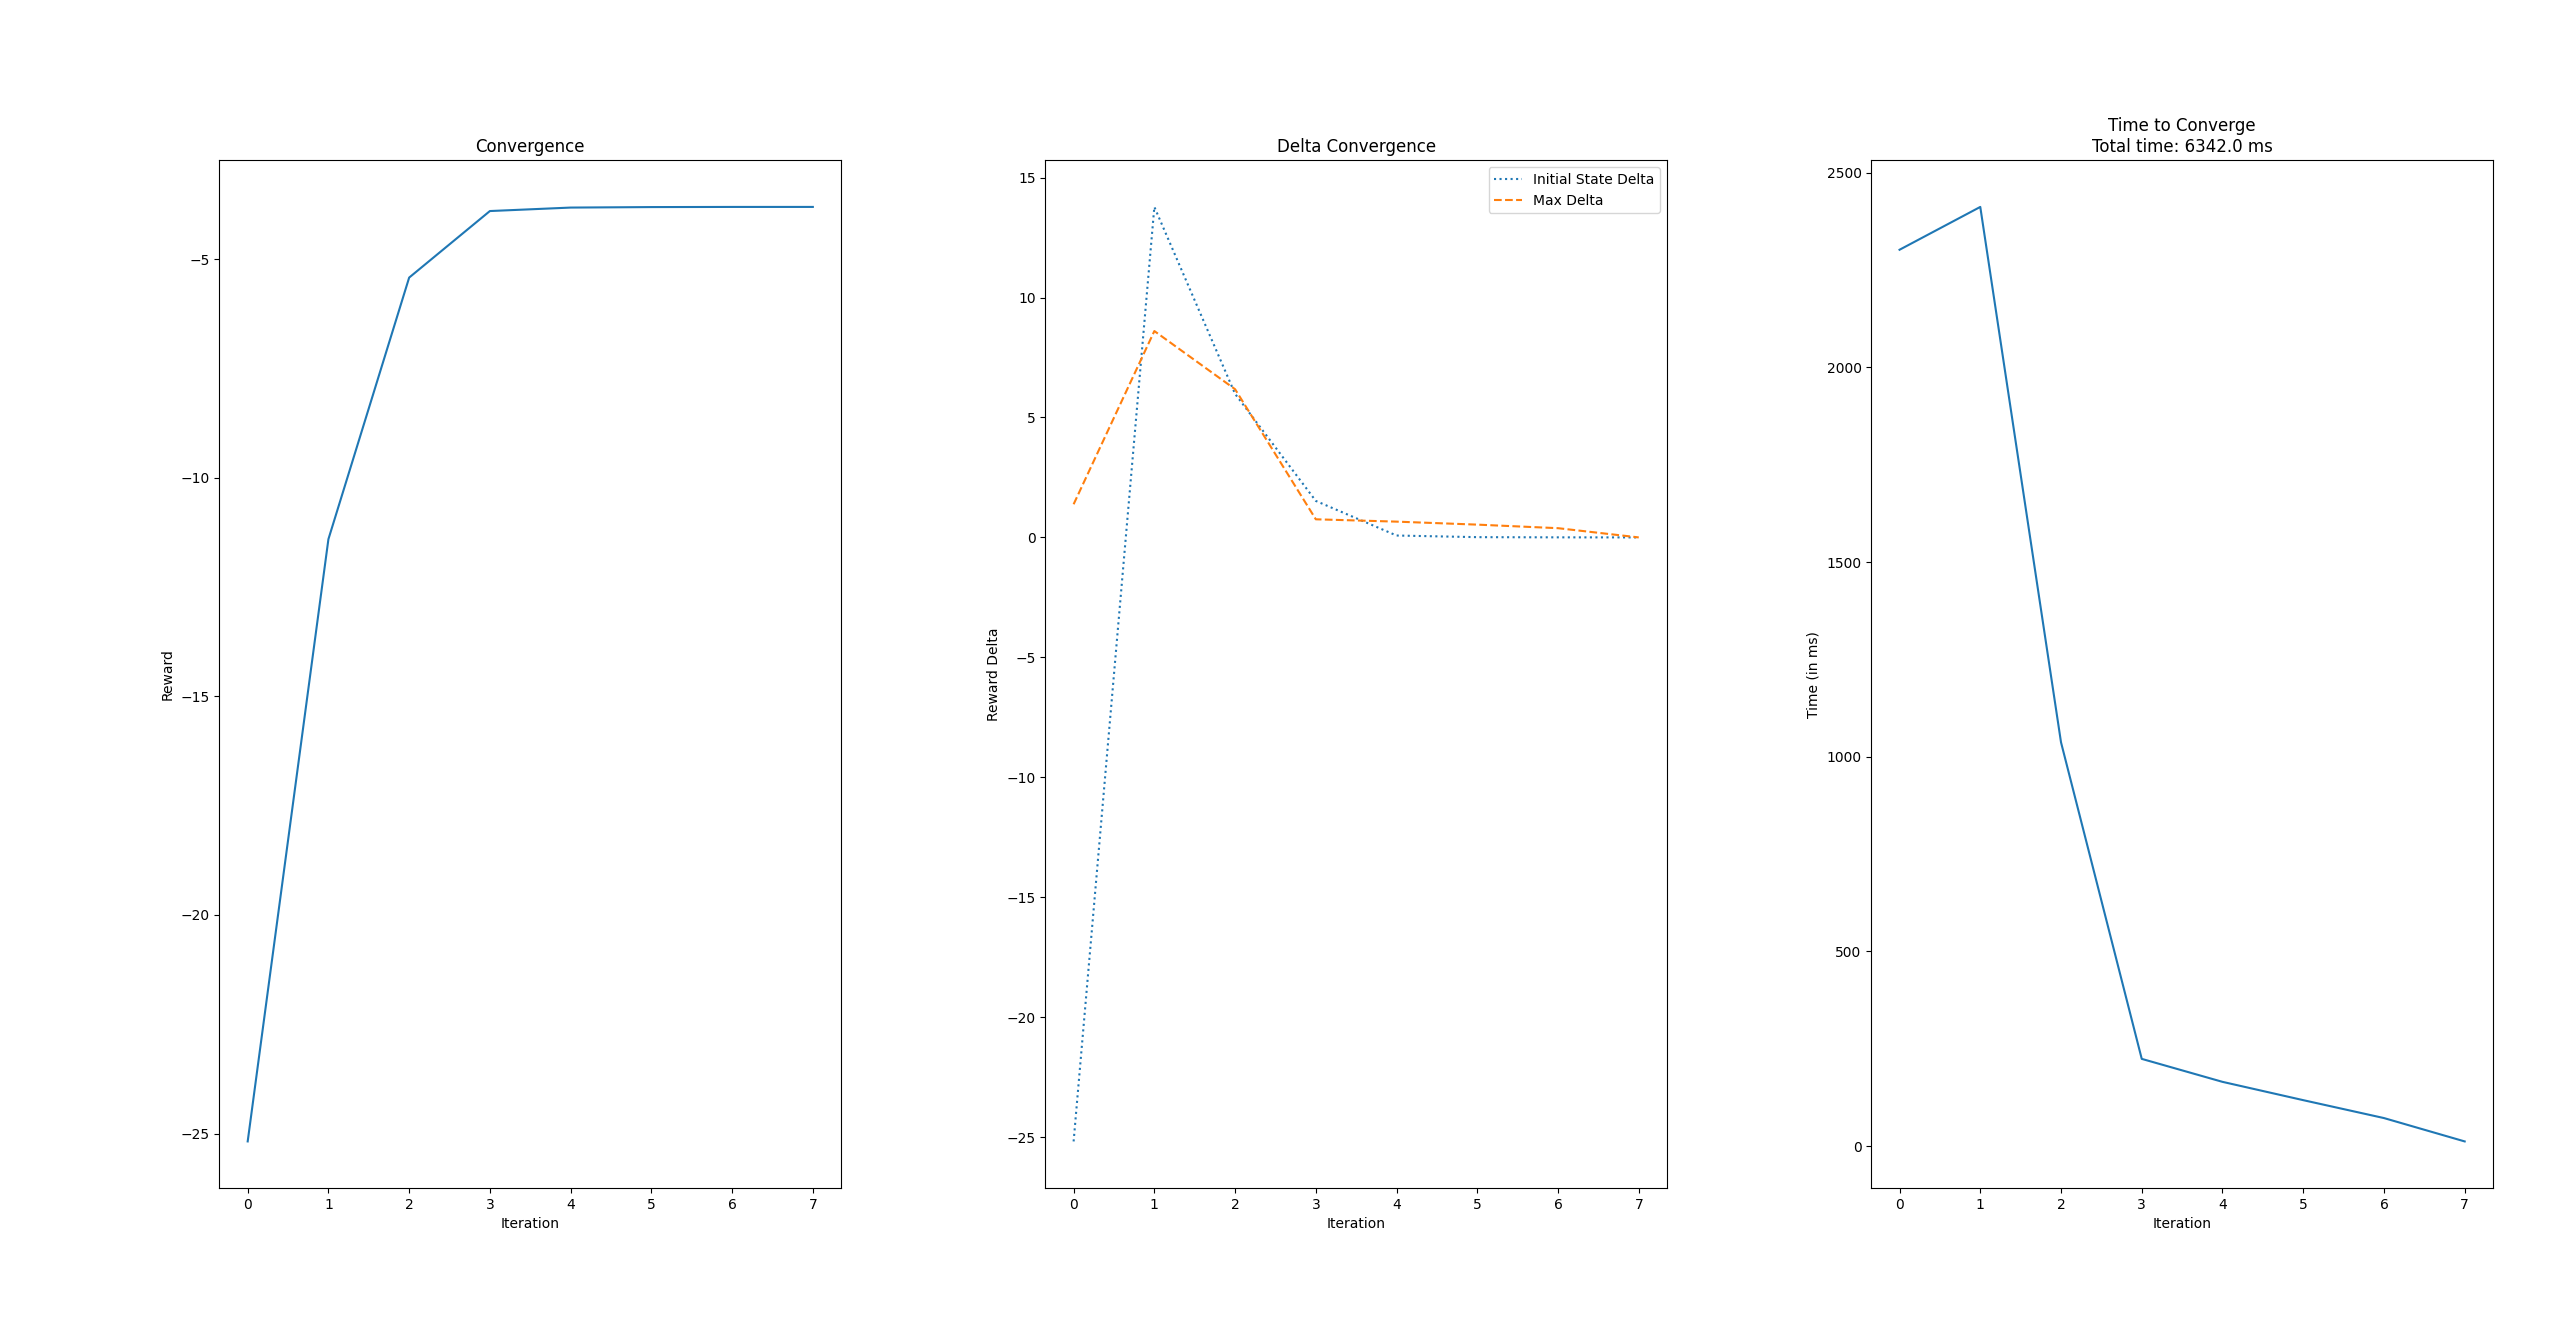 Convergence
−5
−10
−15
−20
−25
Reward
0 1 2 3 4 5 6 7
Iteration
Delta Convergence
Initial State Delta
Max Delta
15
10
5
0
−5
−10
−15
−20
−25
Reward Delta
0 1 2 3 4 5 6 7
Iteration
Time to Converge
Total time: 6342.0 ms
2500
2000
1500
1000
500
0
Time (in ms)
0 1 2 3 4 5 6 7
Iteration